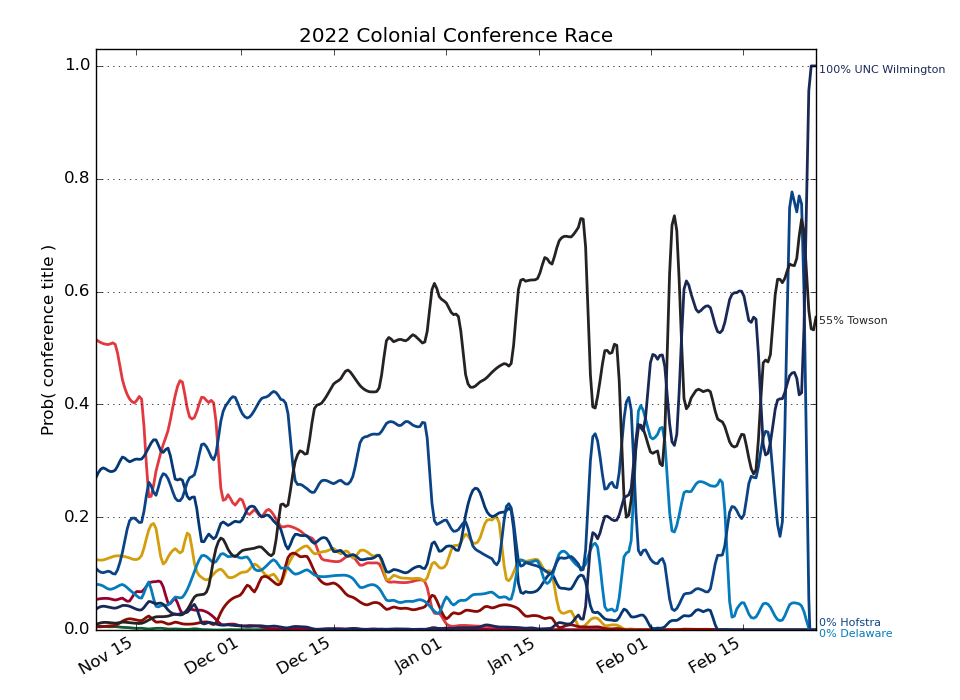 2022 Colonial Conference Race
Prob( conference title )
1.0
0.8
0.6
0.4
0.2
0.0
Nov 15
Dec 01
Dec 15
Jan 01
Jan 15
Feb 01
Feb 15
100% UNC Wilmington
55% Towson
0% Hofstra
0% Delaware